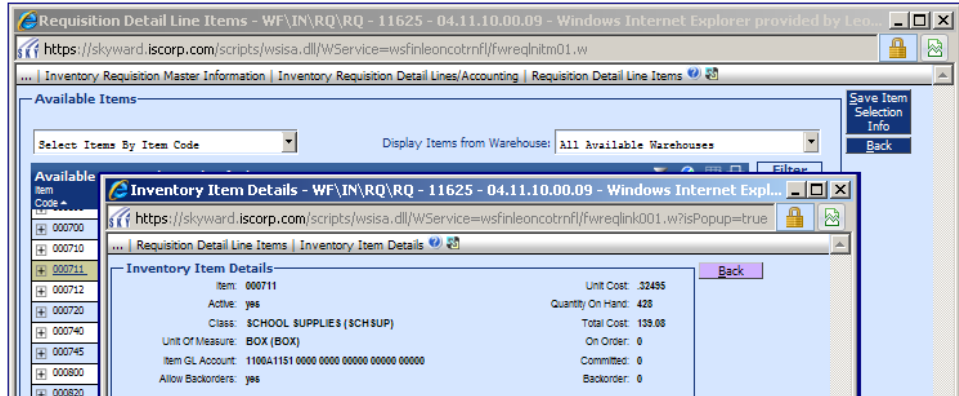 Requisition Detail Line Items - WF\IN\RQ\RQ - 11625 - 04.11.10.00.09 - Windows Internet Explorer provided by Leo...
https://skyward.iscorp.com/scripts/wsisa.dll/WService=wsfinleoncotrnfl/fwreqlnitm01.w
... | Inventory Requisition Master Information | Inventory Requisition Detail Lines/Accounting | Requisition Detail Line Items
Available Items
Save Item Selection Info
Select Items By Item Code
Display Items from Warehouse: All Available Warehouses
Back
Available
Filter
Item
Code
Inventory Item Details - WF\IN\RQ\RQ - 11625 - 04.11.10.00.09 - Windows Internet Expl...
https://skyward.iscorp.com/scripts/wsisa.dll/WService=wsfinleoncotrnfl/fwreqlink001.w?isPopup=true
000700
000710
... | Requisition Detail Line Items | Inventory Item Details
000711
Inventory Item Details
Back
000712
Item: 000711
Unit Cost: .32495
000720
Active: yes
Quantity On Hand: 428
Class: SCHOOL SUPPLIES (SCHSUP)
Total Cost: 139.08
000740
Unit Of Measure: BOX (BOX)
On Order: 0
000745
Item GL Account: 1100A1151 0000 0000 00000 00000 00000
Committed: 0
000800
Allow Backorders: yes
Backorder: 0
000820